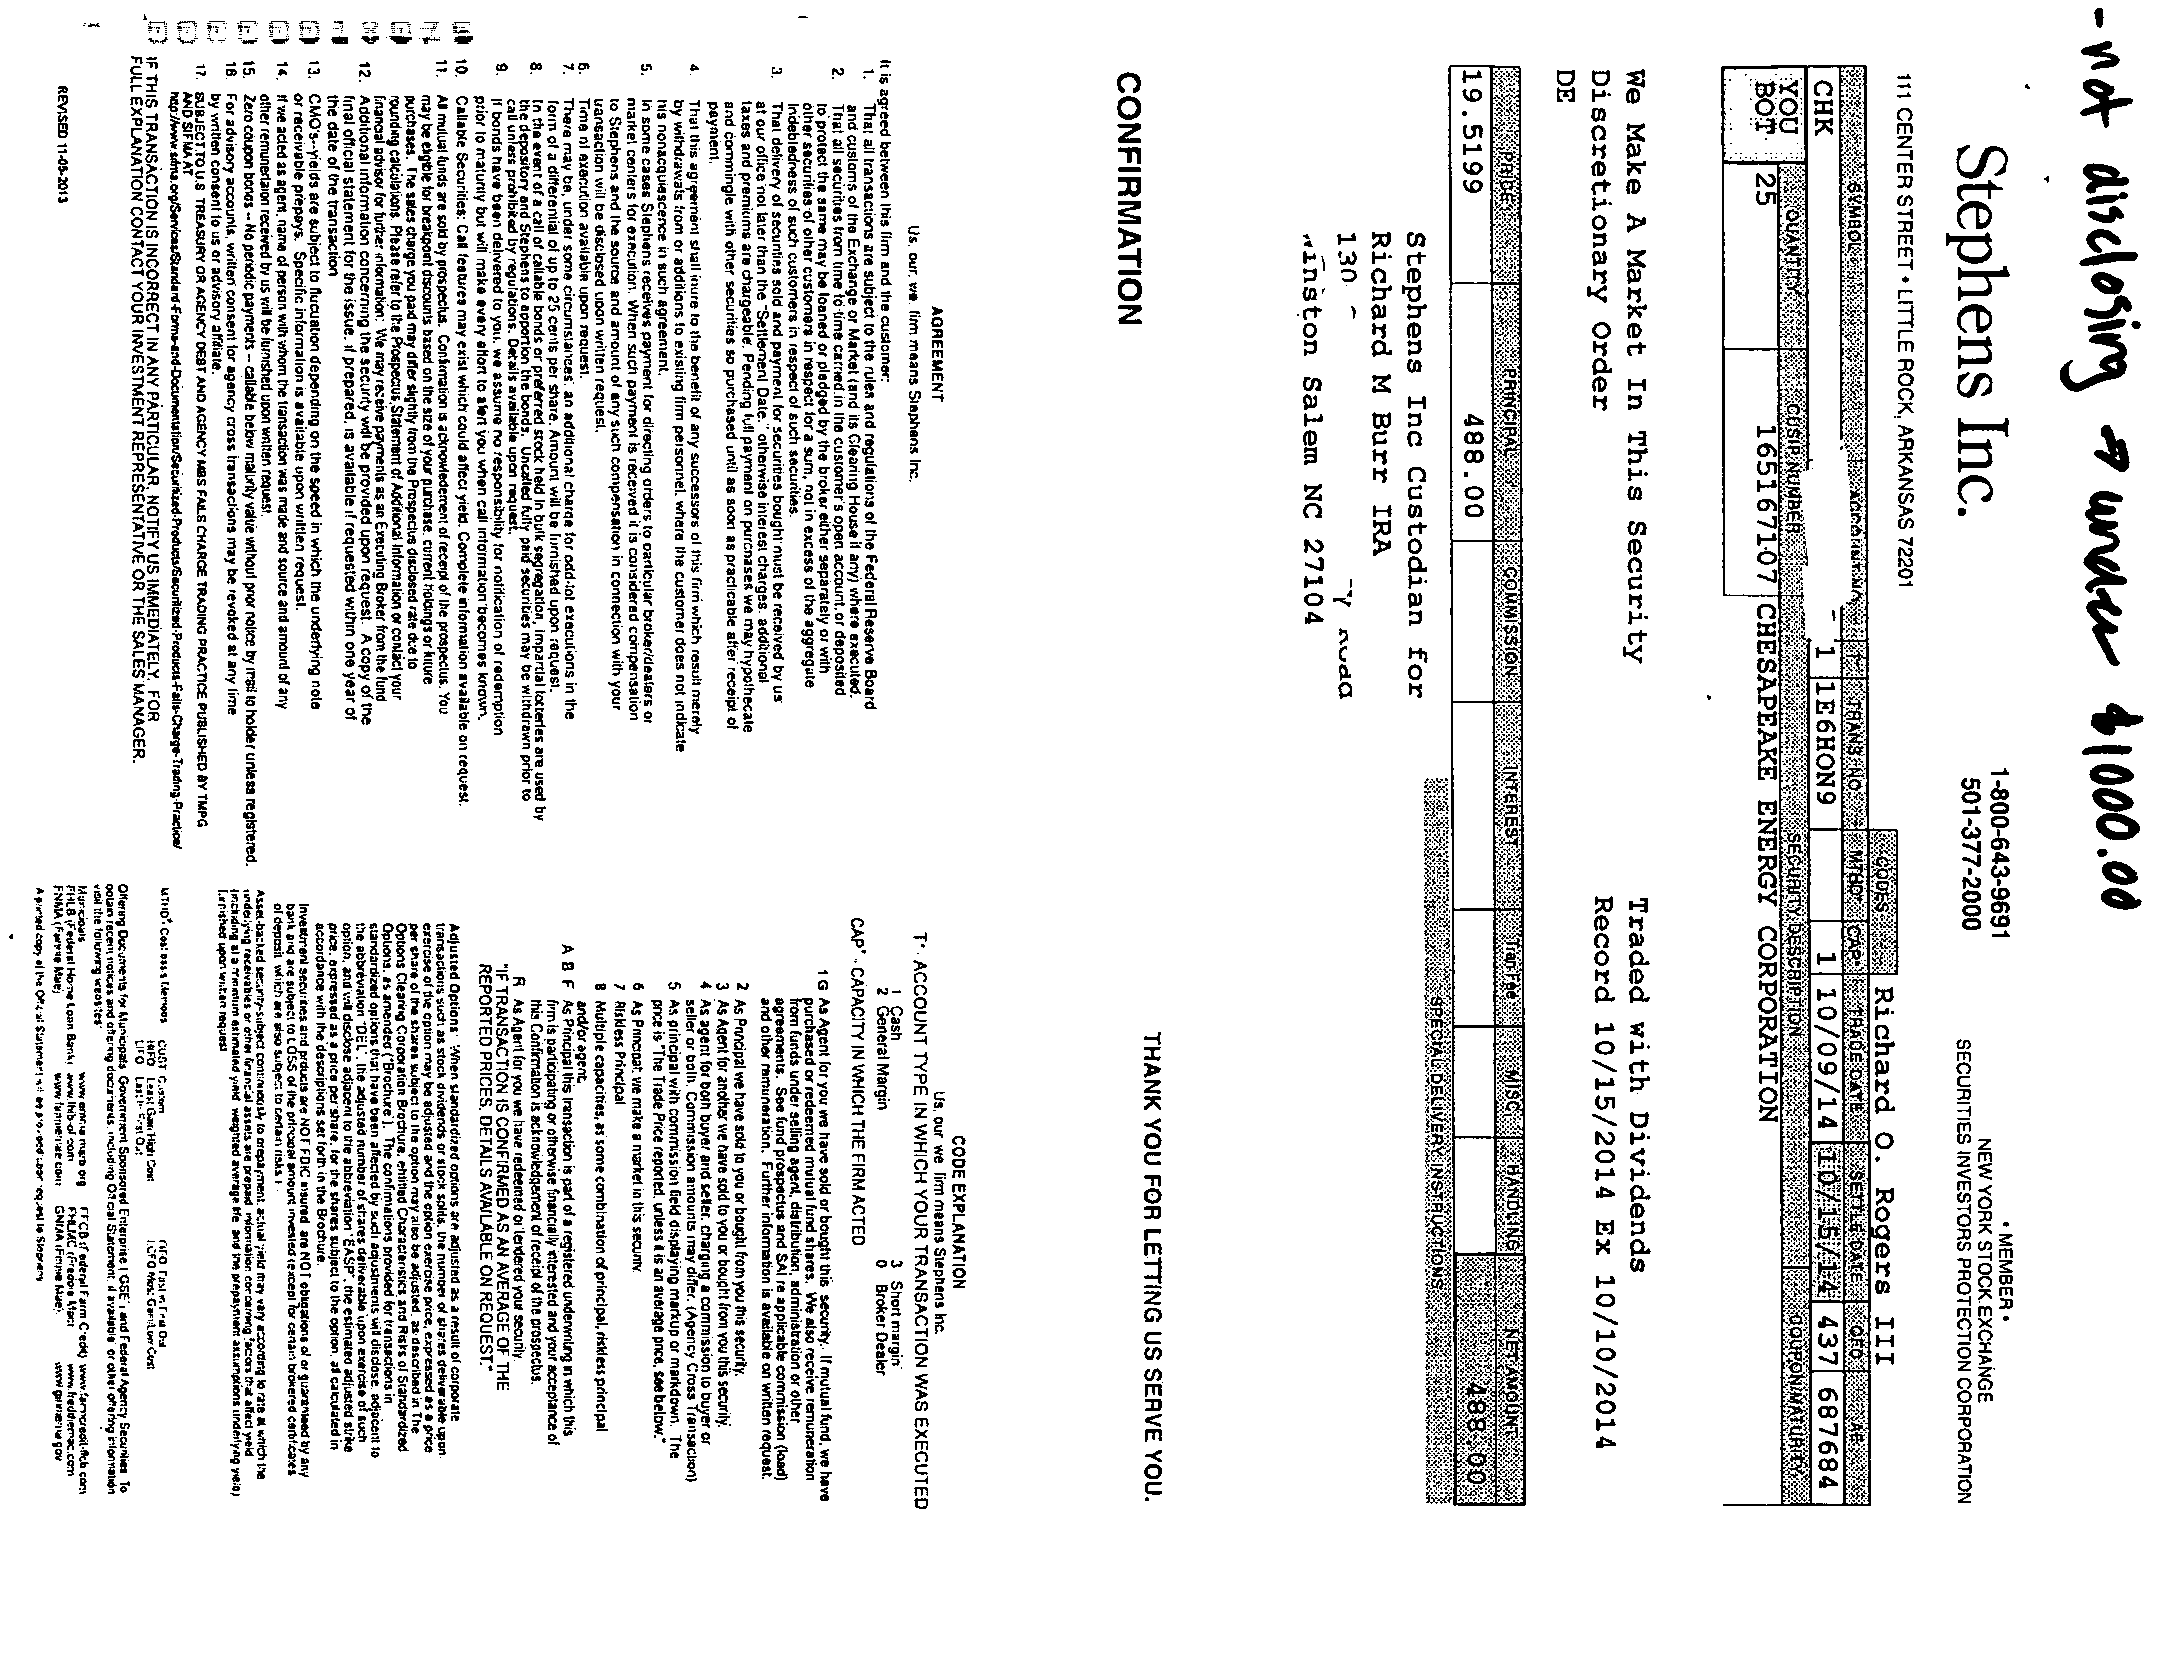 - not disclosing → under $1000.00
Stephens Inc.
111 CENTER STREET • LITTLE ROCK, ARKANSAS 72201
1-800-643-9691
501-377-2000
• MEMBER •
NEW YORK STOCK EXCHANGE
SECURITIES INVESTORS PROTECTION CORPORATION
Richard O. Rogers III
CODES
SYMBOL T* TRANS NO MTHD* CAP* TRADE DATE SETTLE DATE OFC AE
CHK 1 1E6HON9 1 10/09/14 10/15/14 437 687684
QUANTITY CUSIP NUMBER SECURITY DESCRIPTION COUPON/MATURITY
YOU BOT 25 165167107 CHESAPEAKE ENERGY CORPORATION
We Make A Market In This Security
Traded with Dividends
Discretionary Order
Record 10/15/2014 Ex 10/10/2014
DE
PRICE PRINCIPAL COMMISSION INTEREST Tran Fee MISC HANDLING NET AMOUNT
19.5199 488.00 488.00
SPECIAL DELIVERY INSTRUCTIONS
Stephens Inc Custodian for
Richard M Burr IRA
130
Winston Salem NC 27104
CONFIRMATION
THANK YOU FOR LETTING US SERVE YOU.
AGREEMENT
Us, our, we, firm means Stephens Inc.
It is agreed between this firm and the customer:
1. That all transactions are subject to the rules and regulations of the Federal Reserve Board
and customs of the Exchange or Market (and its Clearing House if any) where executed.
2. That all securities from time to time carried in the customer's open account, or deposited
to protect the same may be loaned or pledged by the broker either separately or with
other securities of other customers in respect for a sum, not in excess of the aggregate
indebtedness of such customers in respect of such securities.
3. That delivery of securities sold and payment for securities bought must be received by us
at our office not later than the "Settlement Date," otherwise interest charges, additional
taxes and premiums are chargeable. Pending full payment on purchases we may hypothecate
and commingle with other securities so purchased until as soon as practicable after receipt of
payment.
4. That this agreement shall inure to the benefit of any successors of this firm which result merely
by withdrawals from or additions to existing firm personnel, where the customer does not indicate
his nonacquiescence in such agreement.
5. In some cases Stephens receives payment for directing orders to particular broker/dealers or
market centers for execution. When such payment is received it is considered compensation
to Stephens and the source and amount of any such compensation in connection with your
transaction will be disclosed upon written request.
6. Time of execution available upon request.
7. There may be, under some circumstances, an additional charge for odd-lot executions in the
form of a differential of up to 25 cents per share. Amount will be furnished upon request.
8. In the event of a call of callable bonds or preferred stock held in bulk segregation, impartial lotteries are used by
the depository and Stephens to apportion the bonds. Uncalled fully paid securities may be withdrawn prior to
call unless prohibited by regulations. Details available upon request.
9. If bonds have been delivered to you, we assume no responsibility for notification of redemption
prior to maturity but will make every effort to alert you when call information becomes known.
10. Callable Securities: Call features may exist which could affect yield. Complete information available on request.
11. All mutual funds are sold by prospectus. Confirmation is acknowledement of receipt of the prospectus. You
may be eligible for breakpoint discounts based on the size of your purchase, current holdings or future
purchases. The sales charge you paid may differ slightly from the Prospectus disclosed rate due to
rounding calculations. Please refer to the Prospectus, Statement of Additional Information or contact your
financial advisor for further information. We may receive payments as an Executing Broker from the fund
12. Additional information concerning the security will be provided upon request. A copy of the
final official statement for the issue, if prepared, is available if requested within one year of
the date of the transaction
13. CMO's--yields are subject to flucuation depending on the speed in which the underlying note
or receivable prepays. Specific information is available upon written request.
14. If we acted as agent, name of person with whom the transaction was made and source and amount of any
other remuneration received by us will be furnished upon written request.
15. Zero coupon bonds -- No periodic payments -- callable below maturity value without prior notice by mail to holder unless registered.
16. For advisory accounts, written consent for agency cross transactions may be revoked at any time
by written consent to us or advisory affiliate.
17. SUBJECT TO U.S. TREASURY OR AGENCY DEBT AND AGENCY MBS FAILS CHARGE TRADING PRACTICE PUBLISHED BY TMPG
AND SIFMA AT
http://www.sifma.org/Services/Standard-Forms-and-Documentation/Securitized-Products/Securitized-Products-Fails-Charge-Trading-Practice/
IF THIS TRANSACTION IS INCORRECT IN ANY PARTICULAR, NOTIFY US IMMEDIATELY. FOR
FULL EXPLANATION CONTACT YOUR INVESTMENT REPRESENTATIVE OR THE SALES MANAGER.
REVISED 11-08-2013
CODE EXPLANATION
Us, our we, firm means Stephens Inc.
T* - ACCOUNT TYPE IN WHICH YOUR TRANSACTION WAS EXECUTED
1 Cash 3 Short margin
2 General Margin 0 Broker Dealer
CAP* - CAPACITY IN WHICH THE FIRM ACTED
1G As Agent for you we have sold or bought this security. If mutual fund, we have
purchased or redeemed mutual fund shares. We also receive remuneration
from funds under selling agent, distribution, administration or other
agreements. See fund prospectus and SAI re applicable commission (load)
and other remuneration. Further information is available on written request.
2 As Principal we have sold to you or bought from you this security.
3 As Agent for another we have sold to you or bought from you this security.
4 As agent for both buyer and seller, charging a commission to buyer or
seller or both. Commission amounts may differ. (Agency Cross Transaction)
5 As principal with commission field displaying markup or markdown. The
price is "The Trade Price reported, unless it is an average price, see below."
6 As Principal, we make a market in this security
7 Riskless Principal
8 Multiple capacities, as some combination of principal, riskless principal
and/or agent.
A B F As Principal this transaction is part of a registered underwriting in which this
firm is participating or otherwise financially interested and your acceptance of
this Confirmation is acknowledgement of receipt of the prospectus.
R As Agent for you we have redeemed or tendered your security
"IF TRANSACTION IS CONFIRMED AS AN AVERAGE OF THE
REPORTED PRICES, DETAILS AVAILABLE ON REQUEST."
Adjusted Options: When standardized options are adjusted as a result of corporate
transactions such as stock dividends or stock splits, the number of shares deliverable upon
exercise of the option may be adjusted and the option exercise price, expressed as a price
per share of the shares subject to the option may also be adjusted, as described in The
Options Clearing Corporation Brochure, entitled Characteristics and Risks of Standardized
Options, as amended ('Brochure'). The confirmations provided for transactions in
standardized options that have been affected by such adjustments will disclose, adjacent to
the abbreviation 'DEL', the adjusted number of shares deliverable upon exercise of such
option, and will disclose adjacent to the abbreviation 'EASP', the estimated adjusted strike
price, expressed as a price per share, for the shares subject to the option, all calculated in
accordance with the descriptions set forth in the Brochure.
Investment securities and products are NOT FDIC insured, are NOT obligations of or guaranteed by any
bank and are subject to LOSS of the principal amount invested (except for certain brokered certificates
of deposit, which are also subject to certain risks).
Asset-backed security-subject continuously to prepayment, actual yield may vary according to rate at which the
underlying receivables or other financial assets are prepaid, information concerning factors that affect yield
(including at a minimum estimated yield, weighted average life and the prepayment assumptions underlying yield)
furnished upon written request
Offering Documents for Municipals, Government Sponsored Enterprise (GSE) and Federal Agency Securities: To
obtain recent notices and offering documents, including Official Statement, if available or other offering information
visit the following websites
Municipals www.emma.msrb.org FFCB (Federal Farm Credit) www.farmcredit-ffcb.com
FHLB (Federal Home Loan Bank) www.fhlb-of.com FHLMC (Freddie Mac) www.freddiemac.com
FNMA (Fannie Mae) www.fanniemae.com GNMA (Ginnie Mae) www.ginniemae.gov
A printed copy of the Official Statement will be provided upon request to Stephens